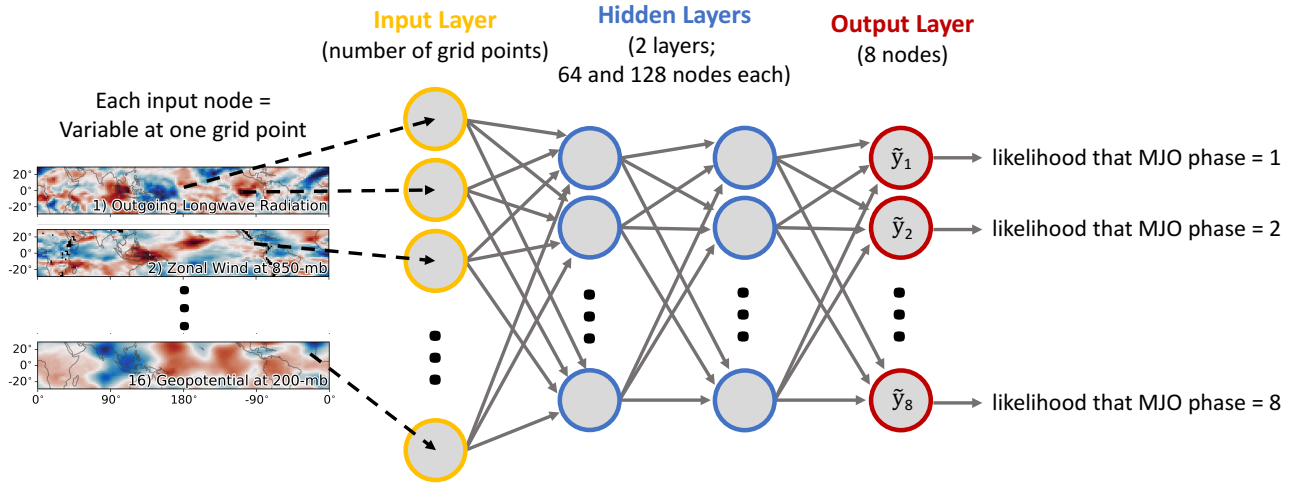 Input Layer
(number of grid points)
Hidden Layers
(2 layers;
64 and 128 nodes each)
Output Layer
(8 nodes)
Each input node =
Variable at one grid point
20°
0°
-20°
1) Outgoing Longwave Radiation
20°
0°
-20°
2) Zonal Wind at 850-mb
20°
0°
-20°
16) Geopotential at 200-mb
0° 90° 180° -90° 0°
ỹ₁ likelihood that MJO phase = 1
ỹ₂ likelihood that MJO phase = 2
ỹ₈ likelihood that MJO phase = 8